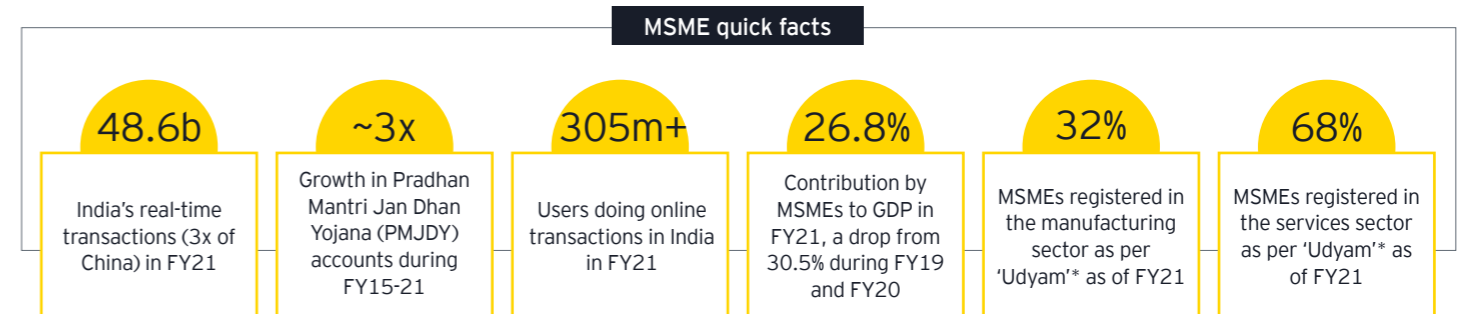 MSME quick facts
48.6b
India's real-time
transactions (3x of
China) in FY21
~3x
Growth in Pradhan
Mantri Jan Dhan
Yojana (PMJDY)
accounts during
FY15-21
305m+
Users doing online
transactions in India
in FY21
26.8%
Contribution by
MSMEs to GDP in
FY21, a drop from
30.5% during FY19
and FY20
32%
MSMEs registered in
the manufacturing
sector as per
‘Udyam’* as of FY21
68%
MSMEs registered in
the services sector
as per ‘Udyam’* as
of FY21